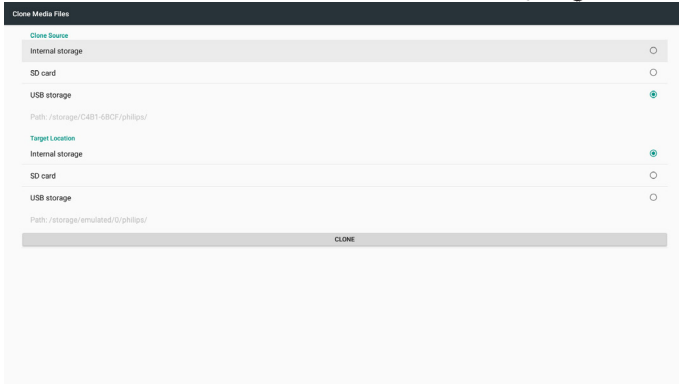 Clone Media Files
Clone Source
Internal storage
SD card
USB storage
Path: /storage/C4B1-6BCF/philips/
Target Location
Internal storage
SD card
USB storage
Path: /storage/emulated/0/philips/
CLONE